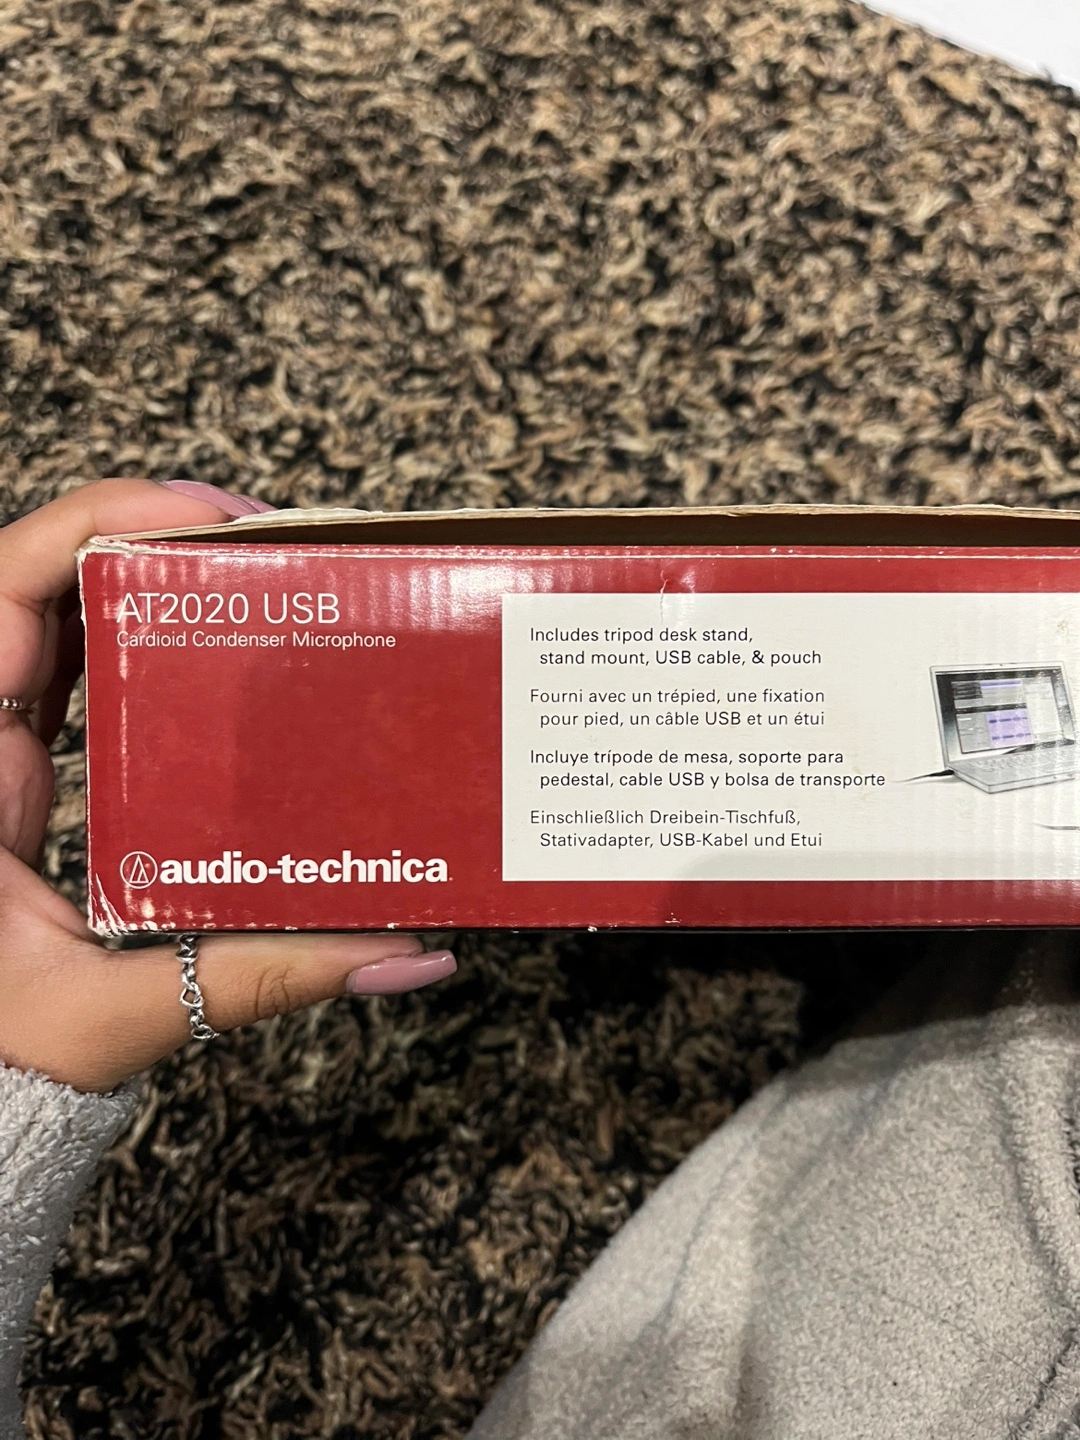 AT2020 USB
Cardioid Condenser Microphone
audio-technica
Includes tripod desk stand,
stand mount, USB cable, & pouch
Fourni avec un trépied, une fixation
pour pied, un câble USB et un étui
Incluye trípode de mesa, soporte para
pedestal, cable USB y bolsa de transporte
Einschließlich Dreibein-Tischfuß,
Stativadapter, USB-Kabel und Etui